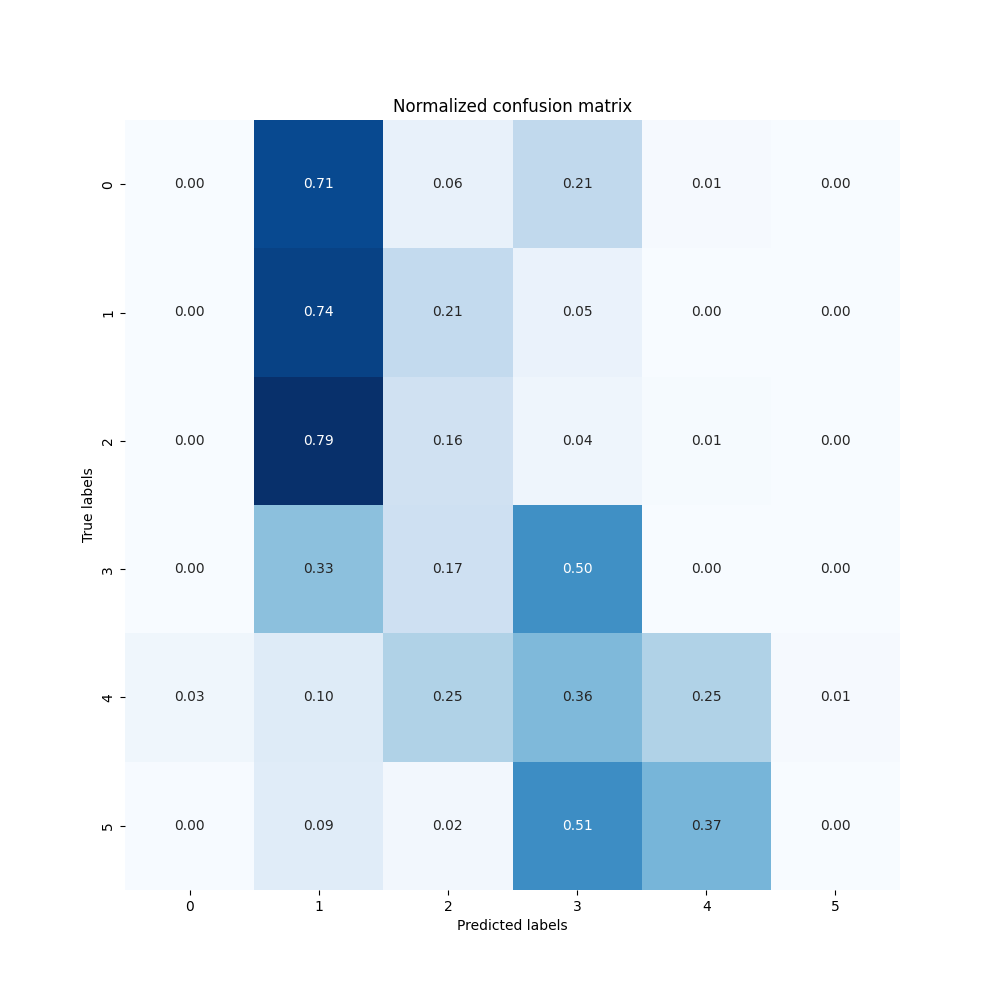 Normalized confusion matrix
0 0.00 0.71 0.06 0.21 0.01 0.00
1 0.00 0.74 0.21 0.05 0.00 0.00
2 0.00 0.79 0.16 0.04 0.01 0.00
True labels
3 0.00 0.33 0.17 0.50 0.00 0.00
4 0.03 0.10 0.25 0.36 0.25 0.01
5 0.00 0.09 0.02 0.51 0.37 0.00
0 1 2 3 4 5
Predicted labels